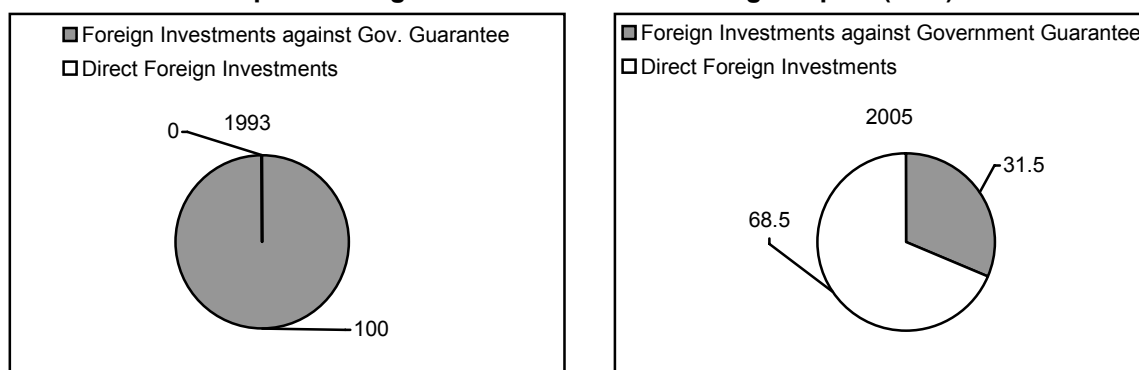 Foreign Investments against Gov. Guarantee
Direct Foreign Investments
1993
0
100
Foreign Investments against Government Guarantee
Direct Foreign Investments
2005
31.5
68.5